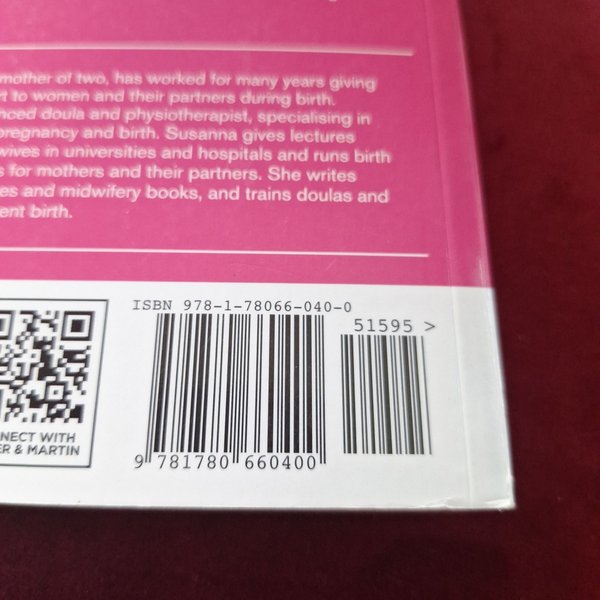 mother of two, has worked for many years giving
rt to women and their partners during birth.
nced doula and physiotherapist, specialising in
pregnancy and birth. Susanna gives lectures
wives in universities and hospitals and runs birth
s for mothers and their partners. She writes
es and midwifery books, and trains doulas and
ent birth.
ISBN 978-1-78066-040-0
51595 >
9 781780 660400
NNECT WITH
ER & MARTIN